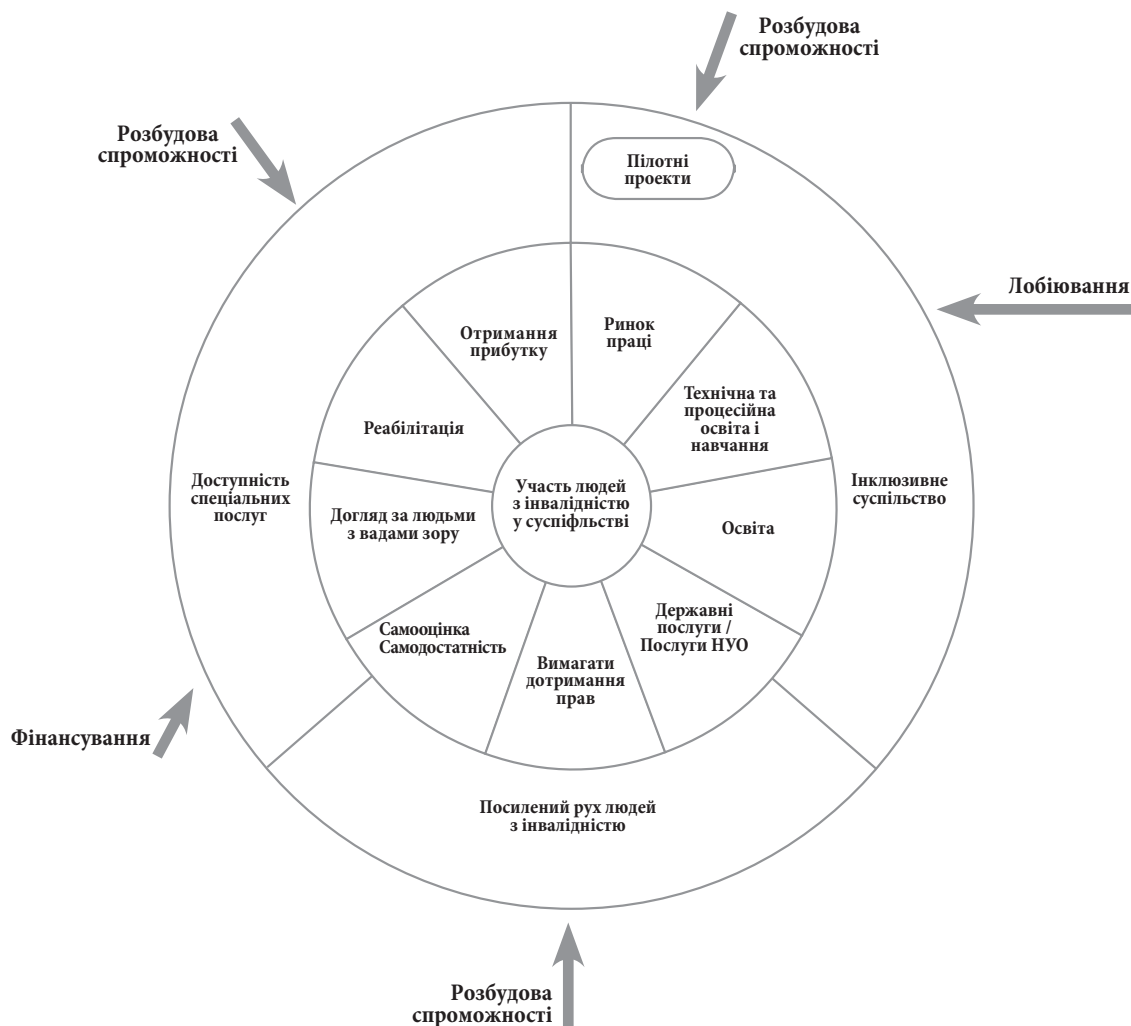 Розбудова
спроможності
Розбудова
спроможності
Пілотні
проекти
Лобіювання
Отримання
прибутку
Ринок
праці
Технічна та
процесійна
освіта і
навчання
Реабілітація
Доступність
спеціальних
послуг
Участь людей
з інвалідністю
у суспіфльстві
Інклюзивне
суспільство
Догляд за людьми
з вадами зору
Освіта
Державні
послуги /
Послуги НУО
Самооцінка
Самодостатність
Вимагати
дотримання
прав
Фінансування
Посилений рух людей
з інвалідністю
Розбудова
спроможності